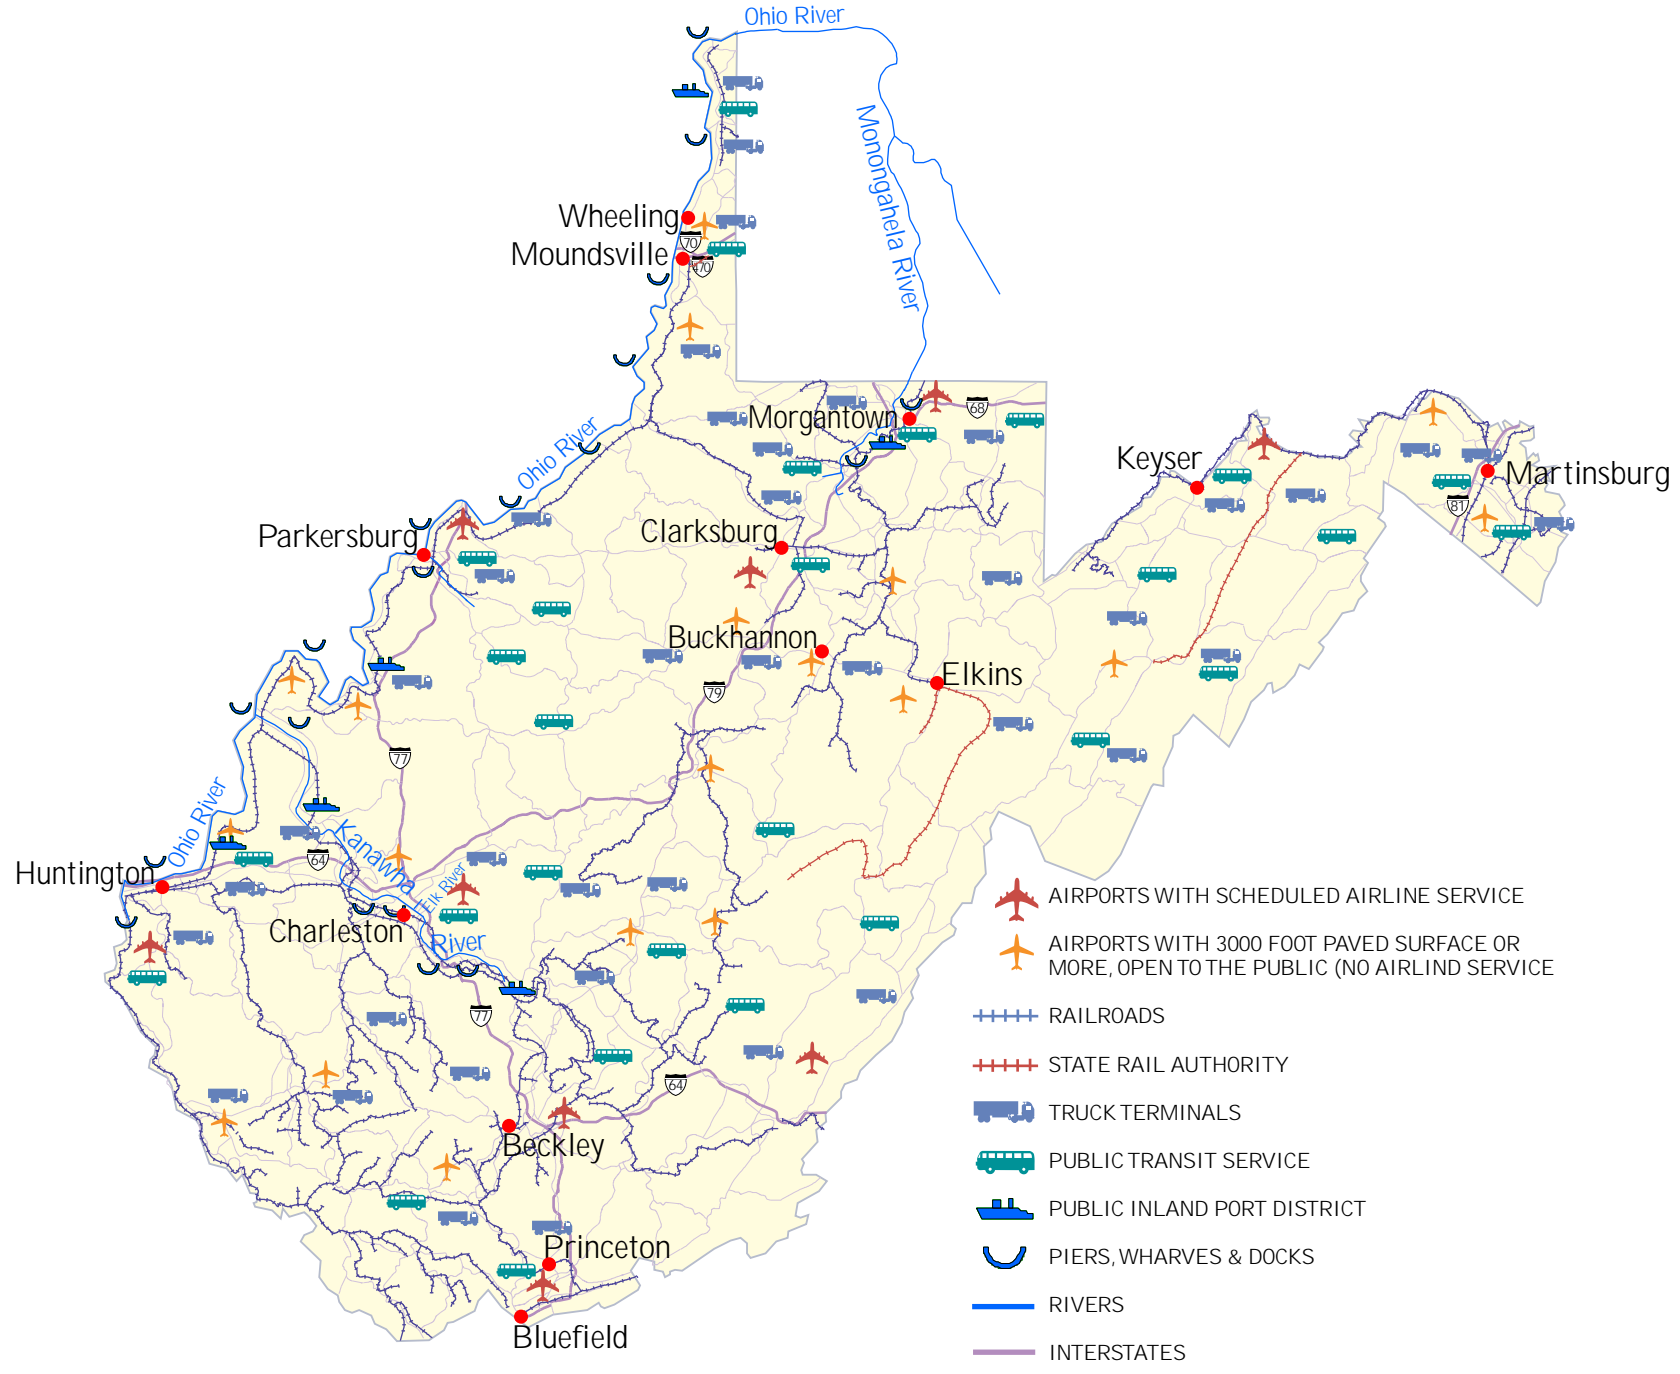 Ohio River
Monongahela River
Wheeling
70
Moundsville
470
Ohio River
Morgantown
68
Keyser
Martinsburg
81
Parkersburg
Clarksburg
Buckhannon
Elkins
79
77
Ohio River
Kanawha
64
Huntington
Elk River
Charleston
River
77
64
Beckley
Princeton
Bluefield
AIRPORTS WITH SCHEDULED AIRLINE SERVICE
AIRPORTS WITH 3000 FOOT PAVED SURFACE OR
MORE, OPEN TO THE PUBLIC (NO AIRLIND SERVICE
RAILROADS
STATE RAIL AUTHORITY
TRUCK TERMINALS
PUBLIC TRANSIT SERVICE
PUBLIC INLAND PORT DISTRICT
PIERS, WHARVES & DOCKS
RIVERS
INTERSTATES